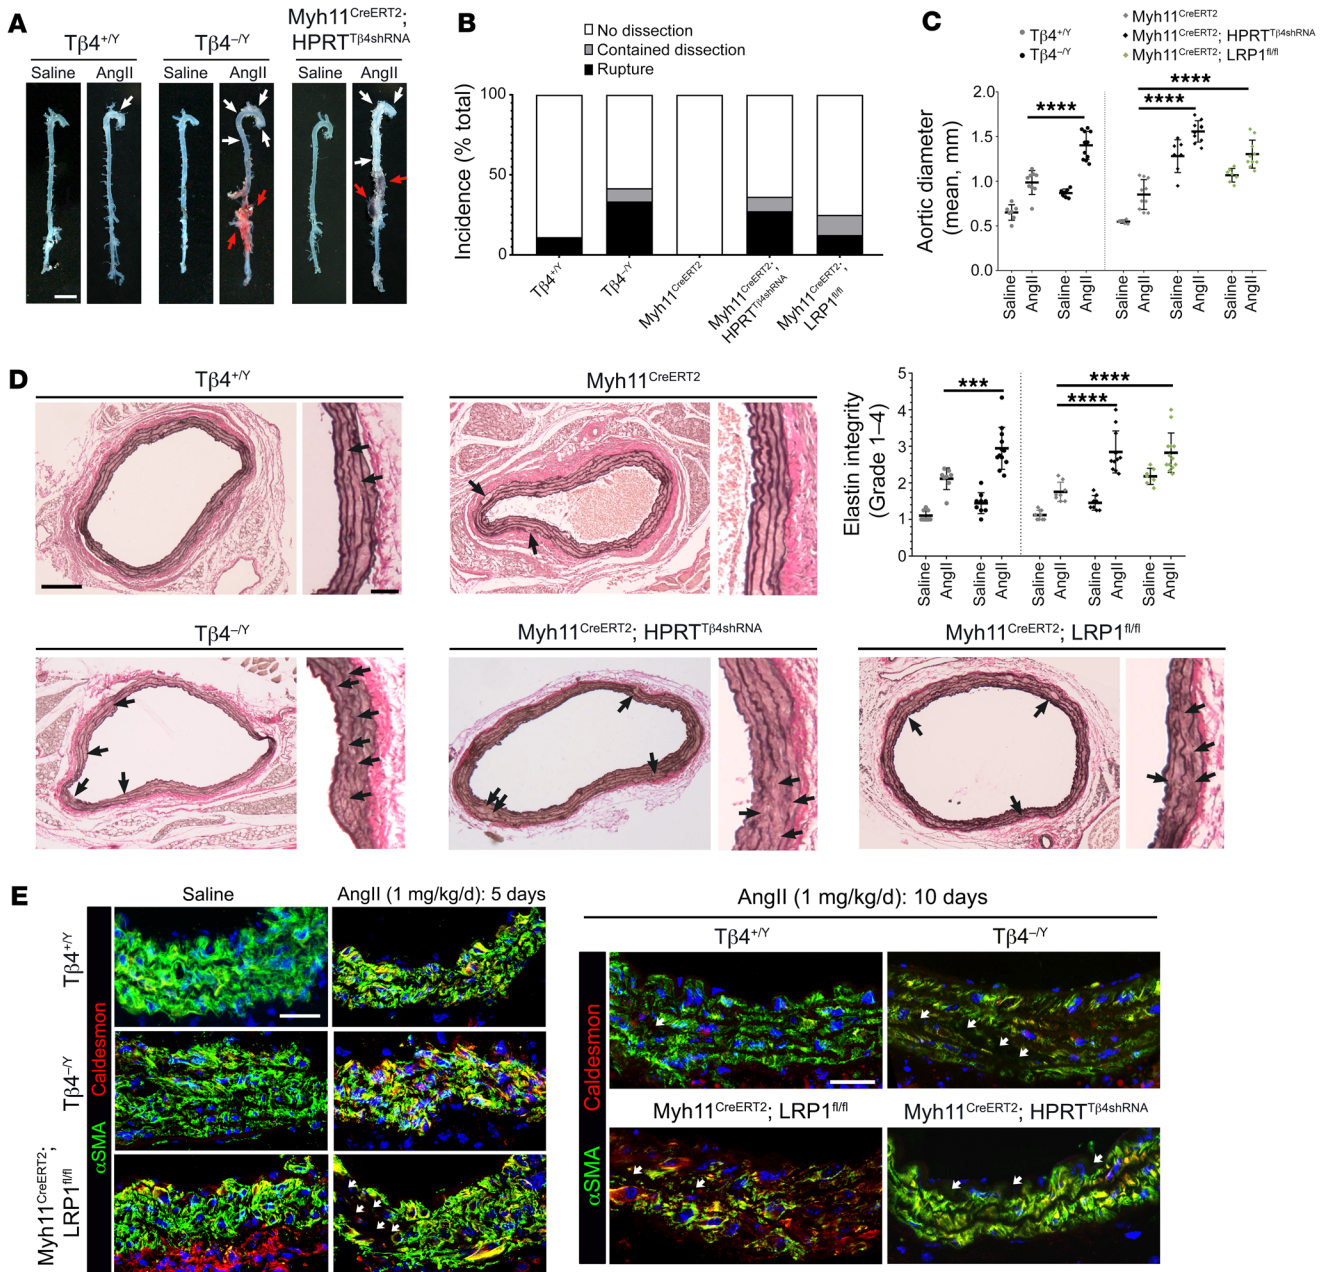 A
Tβ4+/Y
Tβ4–/Y
Myh11CreERT2;
HPRTTβ4shRNA
Saline
AngII
Saline
AngII
Saline
AngII
B
No dissection
Contained dissection
Rupture
Incidence (% total)
100
50
0
Tβ4+/Y
Tβ4–/Y
Myh11CreERT2
Myh11CreERT2;
HPRTTβ4shRNA
Myh11CreERT2;
LRP1fl/fl
C
Tβ4+/Y
Tβ4–/Y
Myh11CreERT2
Myh11CreERT2; HPRTTβ4shRNA
Myh11CreERT2; LRP1fl/fl
Aortic diameter
(mean, mm)
2.0
1.5
1.0
0.5
0.0
****
****
****
Saline
AngII
Saline
AngII
Saline
AngII
Saline
AngII
Saline
AngII
D
Tβ4+/Y
Myh11CreERT2
Elastin integrity
(Grade 1–4)
5
4
3
2
1
0
***
****
****
Saline
AngII
Saline
AngII
Saline
AngII
Saline
AngII
Saline
AngII
Tβ4–/Y
Myh11CreERT2; HPRTTβ4shRNA
Myh11CreERT2; LRP1fl/fl
E
Saline
AngII (1 mg/kg/d): 5 days
Tβ4+/Y
Tβ4–/Y
Myh11CreERT2;
LRP1fl/fl
αSMA Caldesmon
AngII (1 mg/kg/d): 10 days
Tβ4+/Y
Tβ4–/Y
Myh11CreERT2; LRP1fl/fl
Myh11CreERT2; HPRTTβ4shRNA
αSMA Caldesmon